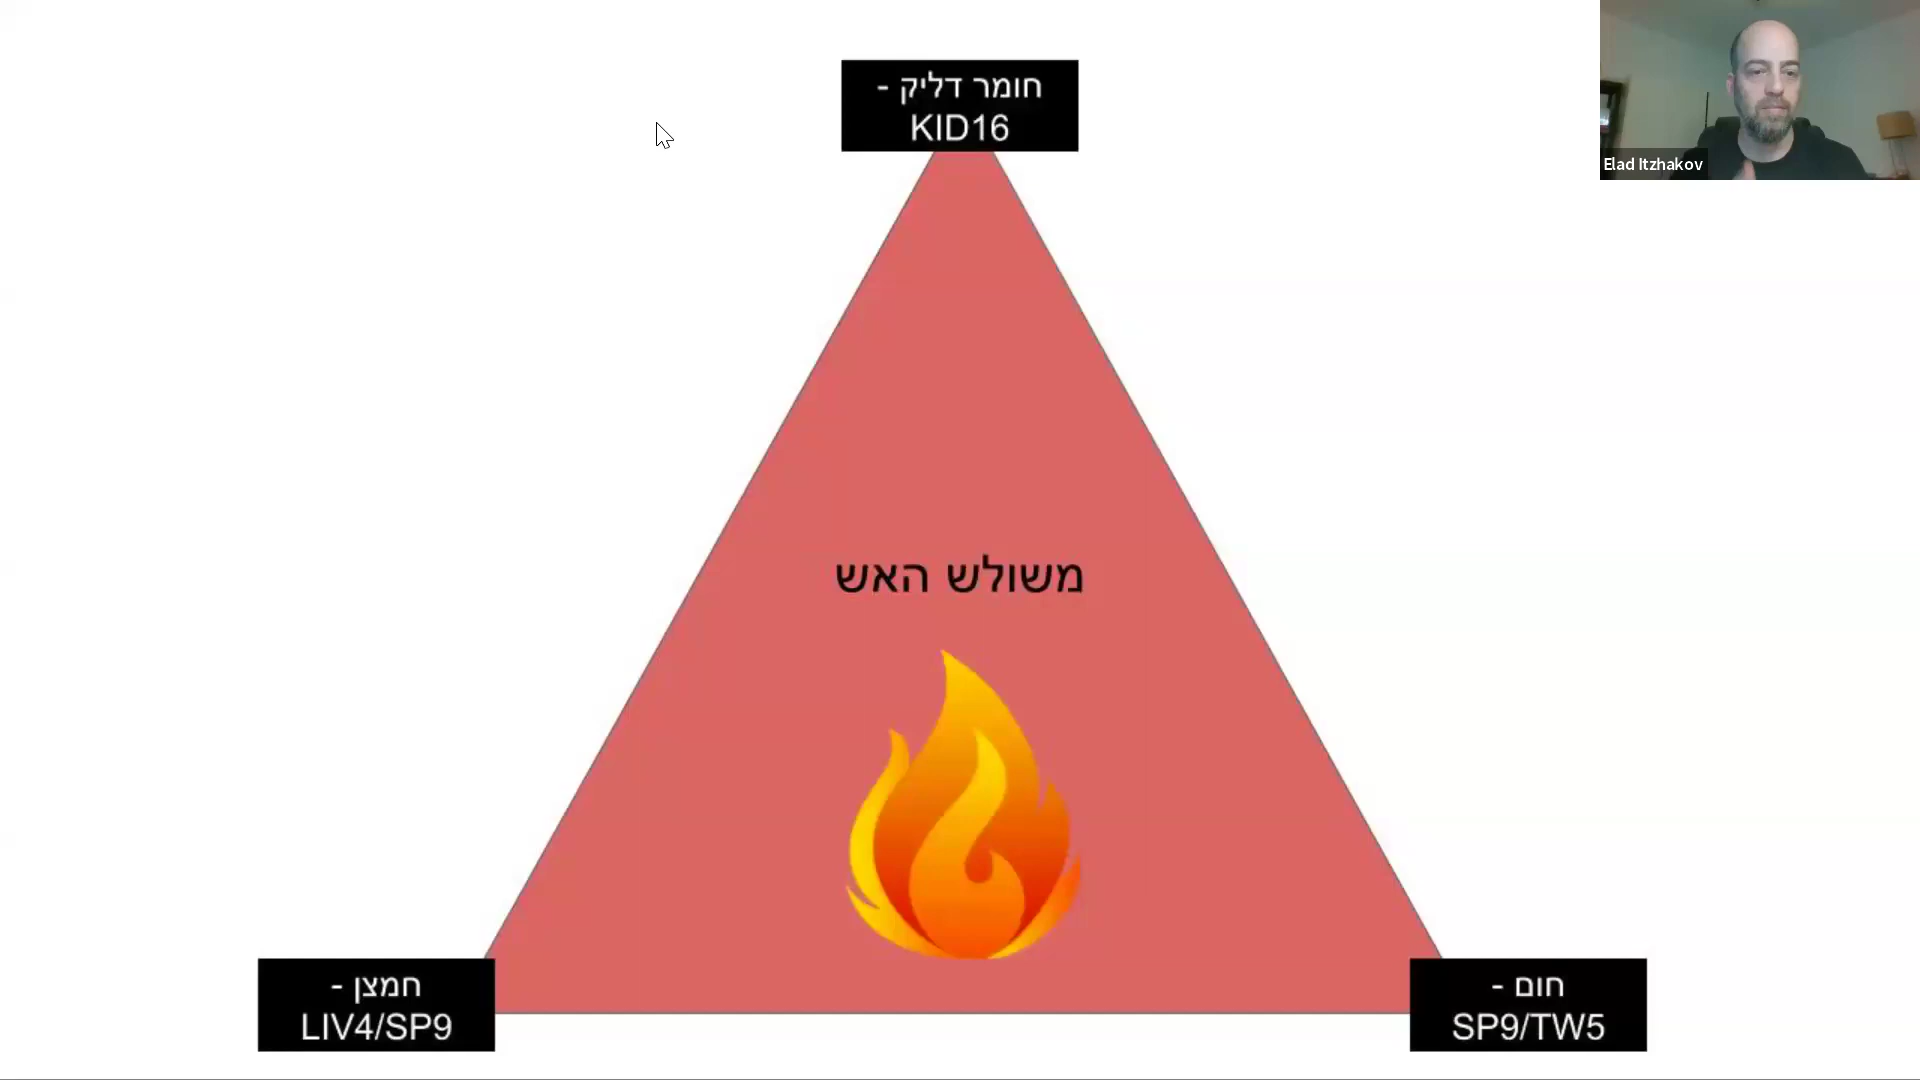 חומר דליק -
KID16
Elad Itzhakov
משולש האש
חמצן -
LIV4/SP9
חום -
SP9/TW5